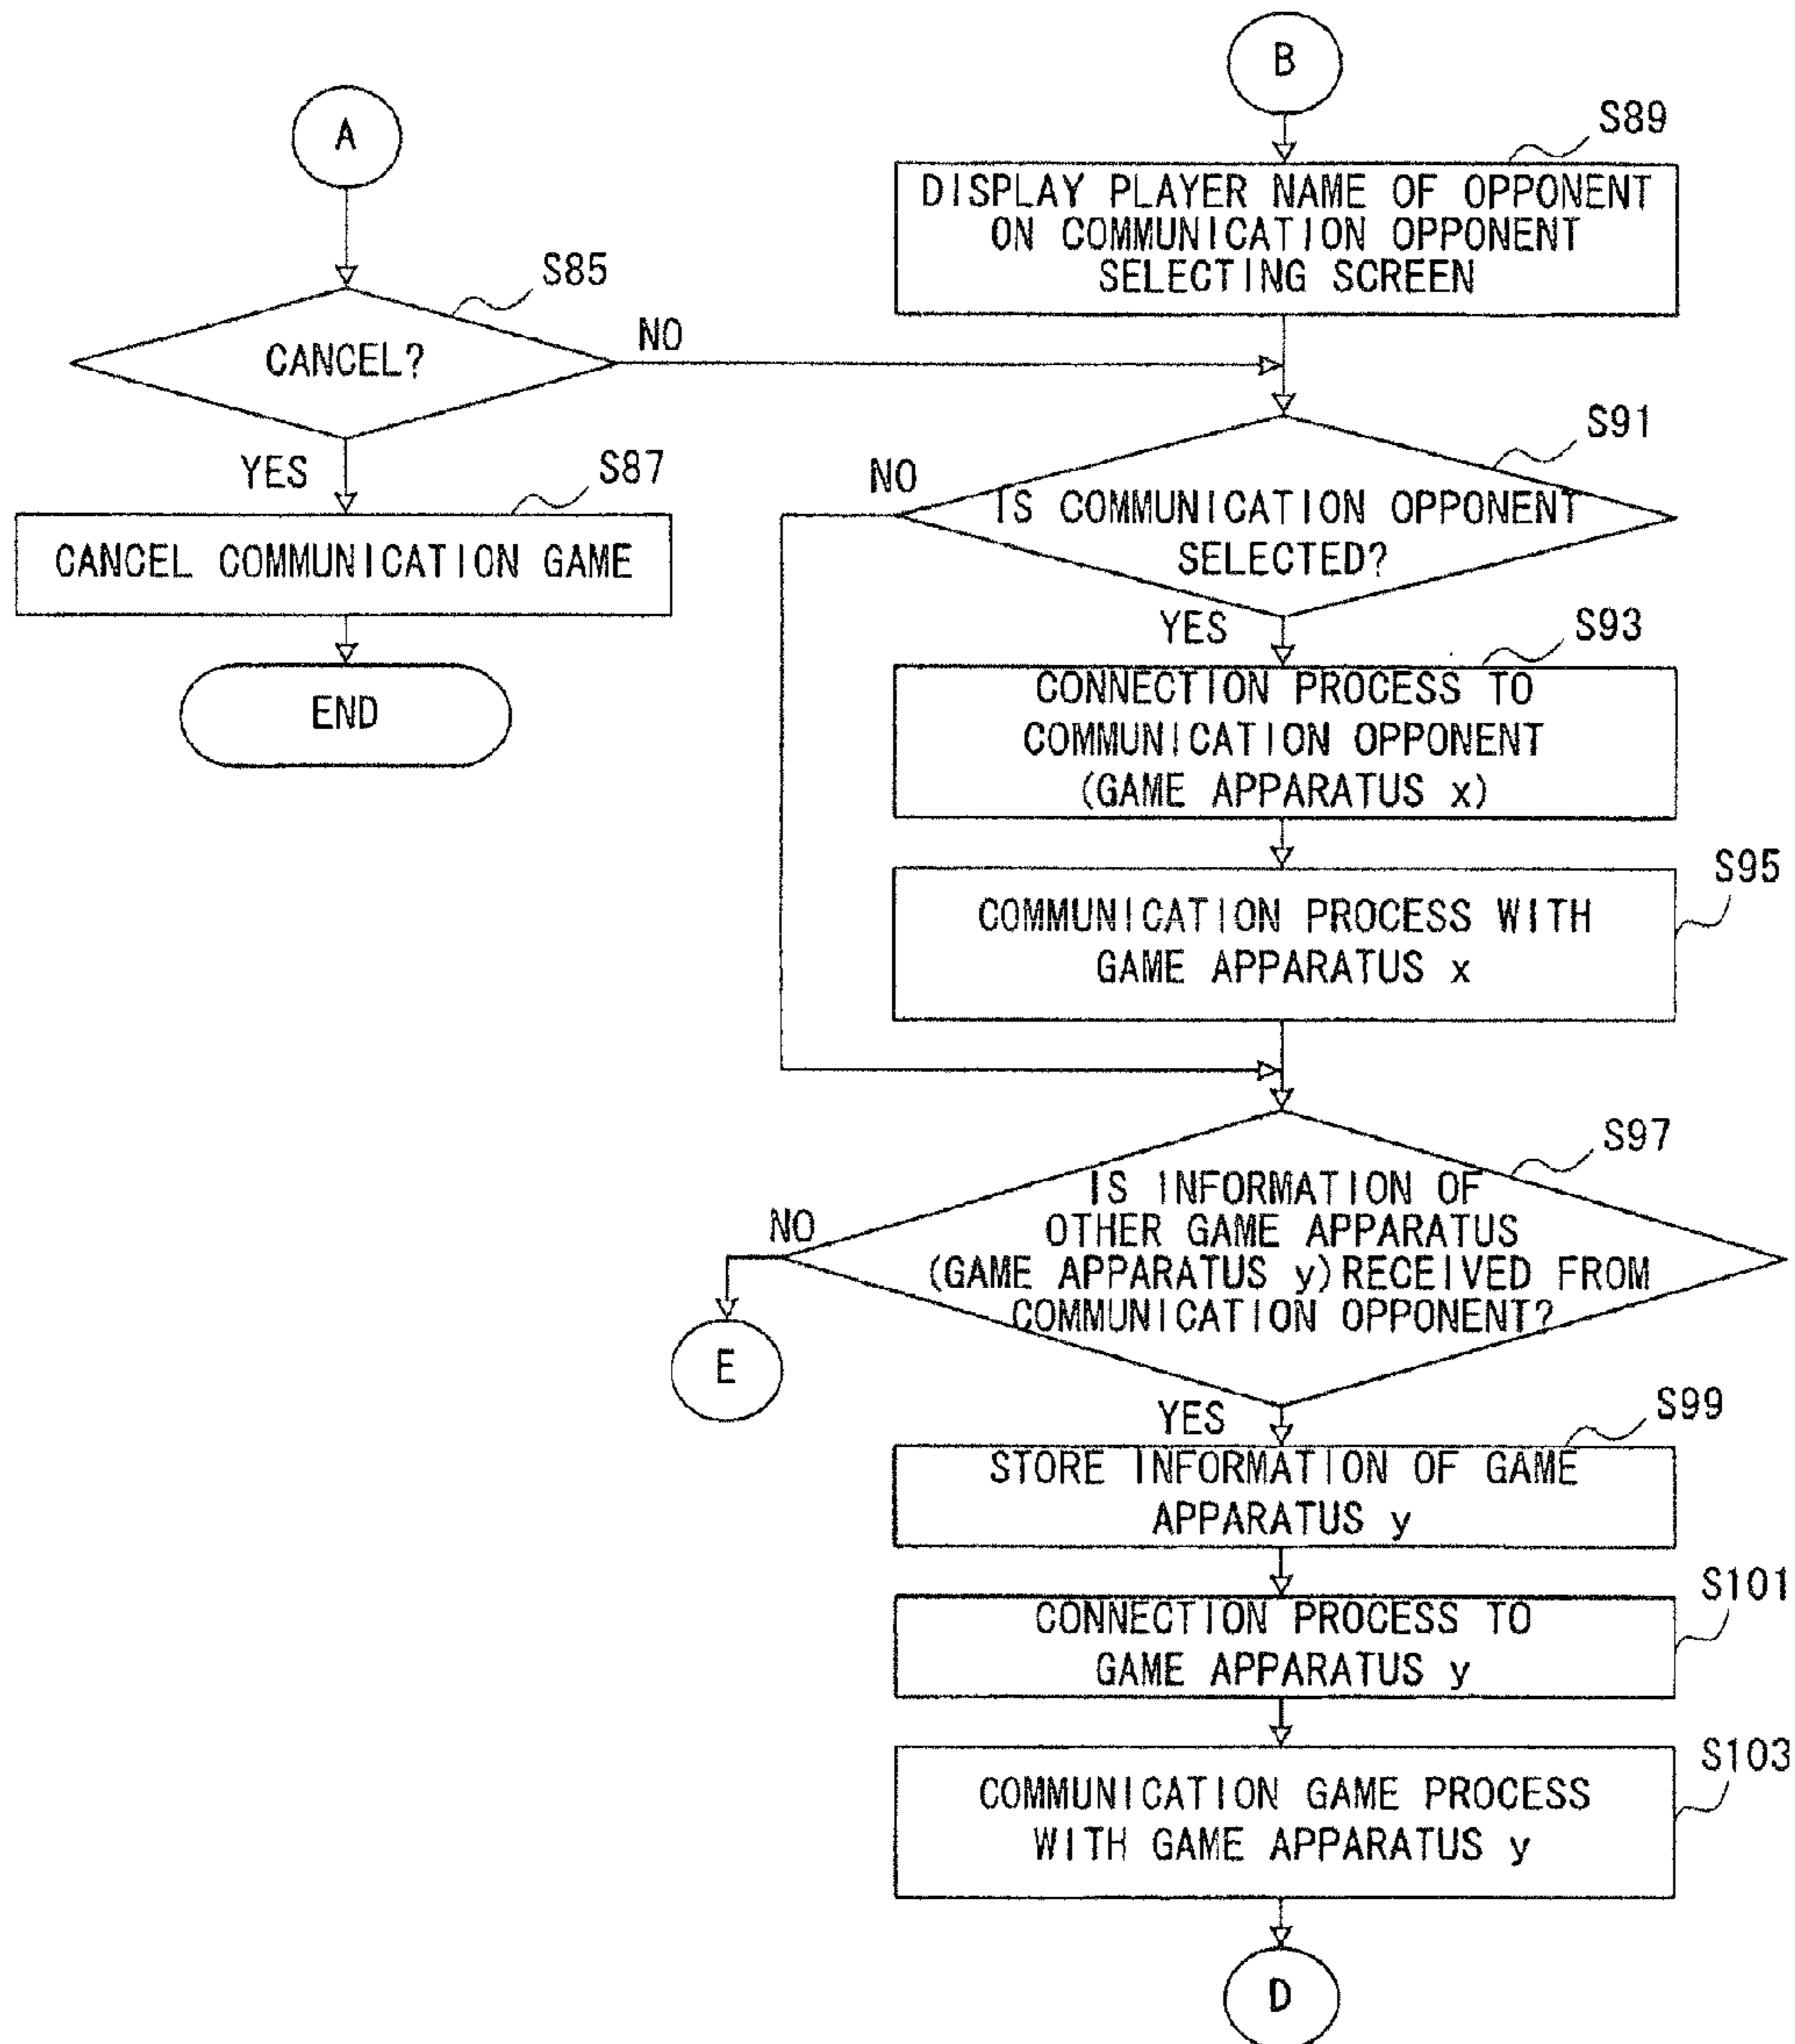 A
S85
CANCEL?
NO
YES
S87
CANCEL COMMUNICATION GAME
END
B
S89
DISPLAY PLAYER NAME OF OPPONENT
ON COMMUNICATION OPPONENT
SELECTING SCREEN
S91
NO
IS COMMUNICATION OPPONENT
SELECTED?
YES
S93
CONNECTION PROCESS TO
COMMUNICATION OPPONENT
(GAME APPARATUS x)
S95
COMMUNICATION PROCESS WITH
GAME APPARATUS x
S97
NO
IS INFORMATION OF
OTHER GAME APPARATUS
(GAME APPARATUS y) RECEIVED FROM
COMMUNICATION OPPONENT?
E
YES
S99
STORE INFORMATION OF GAME
APPARATUS y
S101
CONNECTION PROCESS TO
GAME APPARATUS y
S103
COMMUNICATION GAME PROCESS
WITH GAME APPARATUS y
D